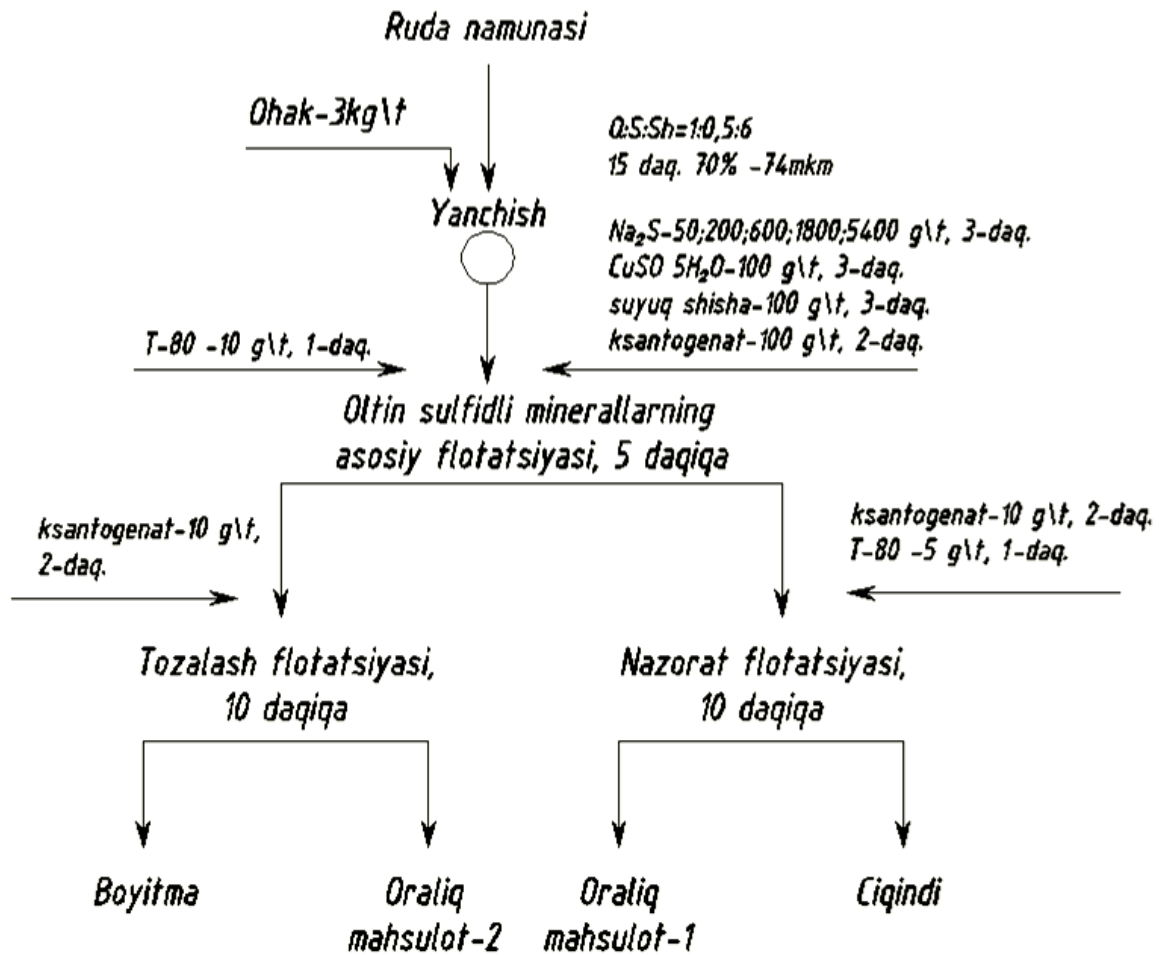 Ruda namunasi
Ohak-3kg\t
Q:S:Sh=1:0,5:6
15 daq. 70% -74mkm
Yanchish
Na₂S-50;200;600;1800;5400 g\t, 3-daq.
CuSO 5H₂O-100 g\t, 3-daq.
suyuq shisha-100 g\t, 3-daq.
ksantogenat-100 g\t, 2-daq.
T-80 -10 g\t, 1-daq.
Oltin sulfidli minerallarning
asosiy flotatsiyasi, 5 daqiqa
ksantogenat-10 g\t,
2-daq.
ksantogenat-10 g\t, 2-daq.
T-80 -5 g\t, 1-daq.
Tozalash flotatsiyasi,
10 daqiqa
Nazorat flotatsiyasi,
10 daqiqa
Boyitma
Oraliq
mahsulot-2
Oraliq
mahsulot-1
Ciqindi